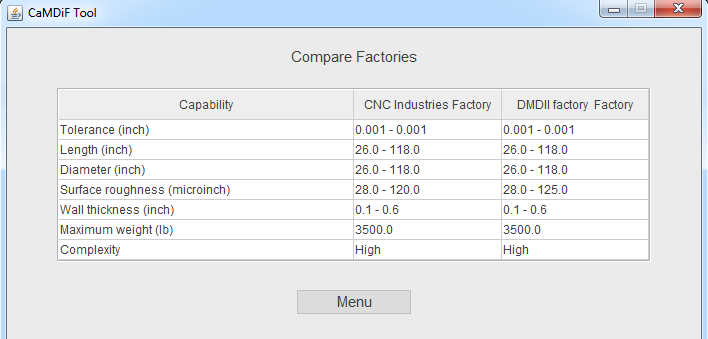 CaMDiF Tool
Compare Factories
Capability CNC Industries Factory DMDII factory Factory
Tolerance (inch) 0.001 - 0.001 0.001 - 0.001
Length (inch) 26.0 - 118.0 26.0 - 118.0
Diameter (inch) 26.0 - 118.0 26.0 - 118.0
Surface roughness (microinch) 28.0 - 120.0 28.0 - 125.0
Wall thickness (inch) 0.1 - 0.6 0.1 - 0.6
Maximum weight (lb) 3500.0 3500.0
Complexity High High
Menu